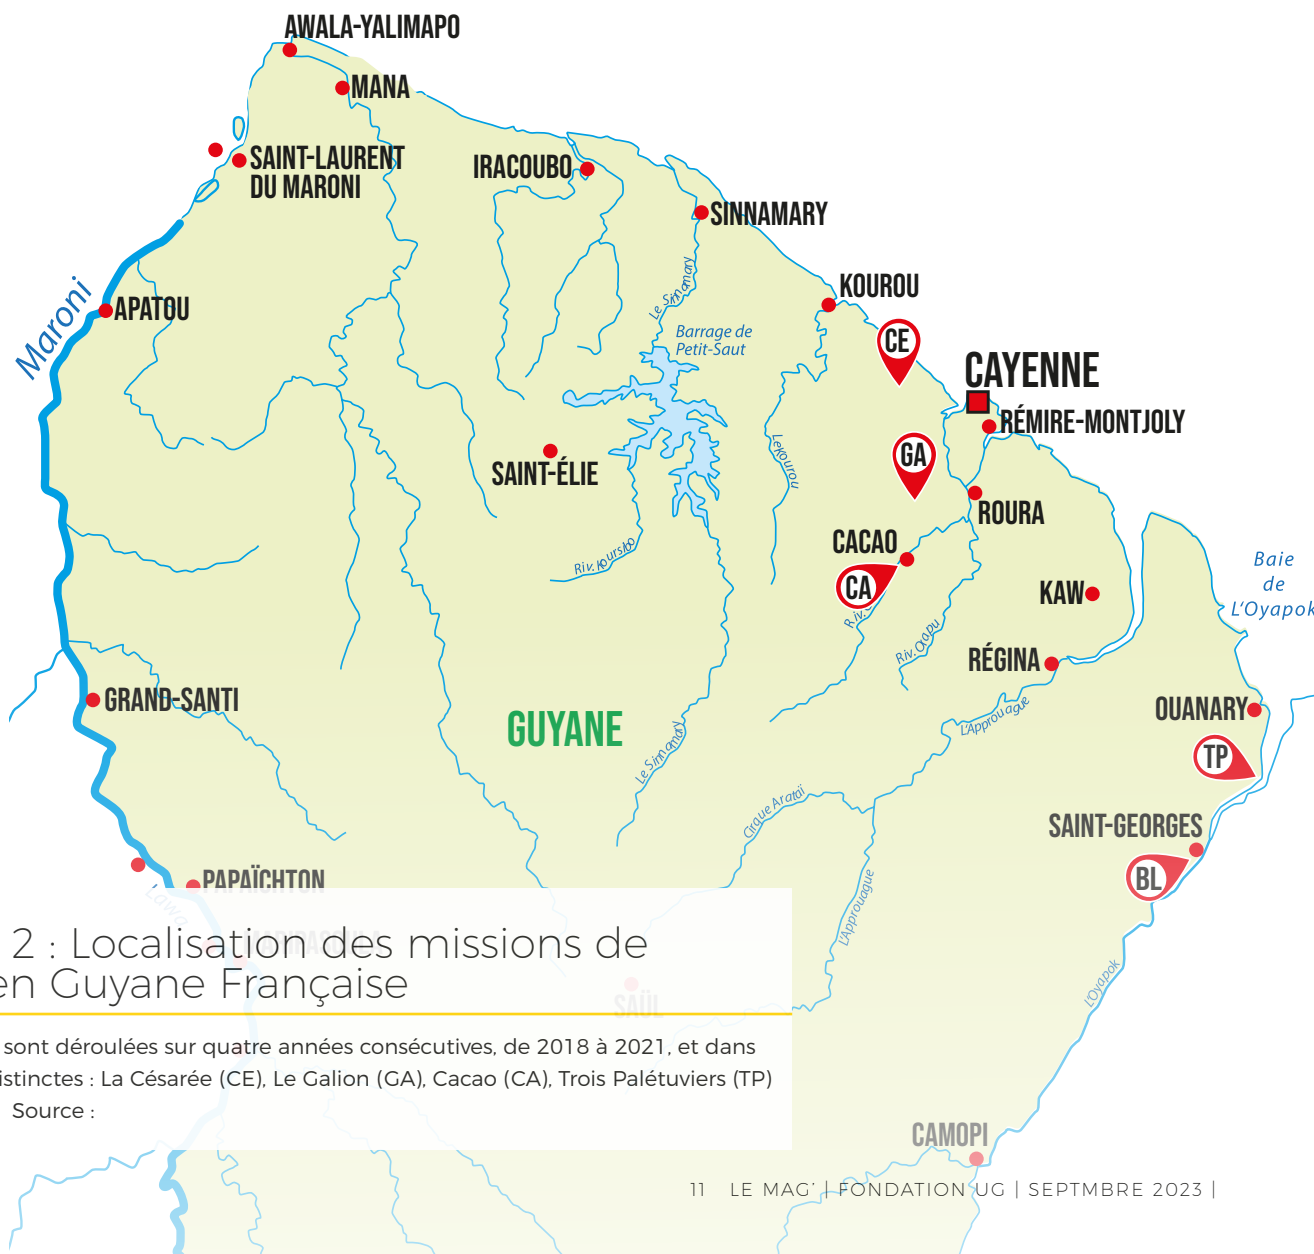 AWALA-YALIMAPO
MANA
SAINT-LAURENT
DU MARONI
IRACOUBO
SINNAMARY
KOUROU
Maroni
APATOU
Le Sinnamary
Barrage de
Petit-Saut
CE
CAYENNE
RÉMIRE-MONTJOLY
GA
SAINT-ÉLIE
LeKourou
ROURA
CACAO
CA
Riv.
Baie
de
L'Oyapok
KAW
Riv. Orapu
RÉGINA
GRAND-SANTI
GUYANE
L'Approuague
OUANARY
Le Sinnamary
TP
Cirque Arataï
SAINT-GEORGES
BL
PAPAÏCHTON
Lawa
L'Approuague
MARIPASOULA
2 : Localisation des missions de
en Guyane Française
L'Oyapok
SAÜL
sont déroulées sur quatre années consécutives, de 2018 à 2021, et dans
istinctes : La Césarée (CE), Le Galion (GA), Cacao (CA), Trois Palétuviers (TP)
Source :
CAMOPI
11 LE MAG' | FONDATION UG | SEPTMBRE 2023 |